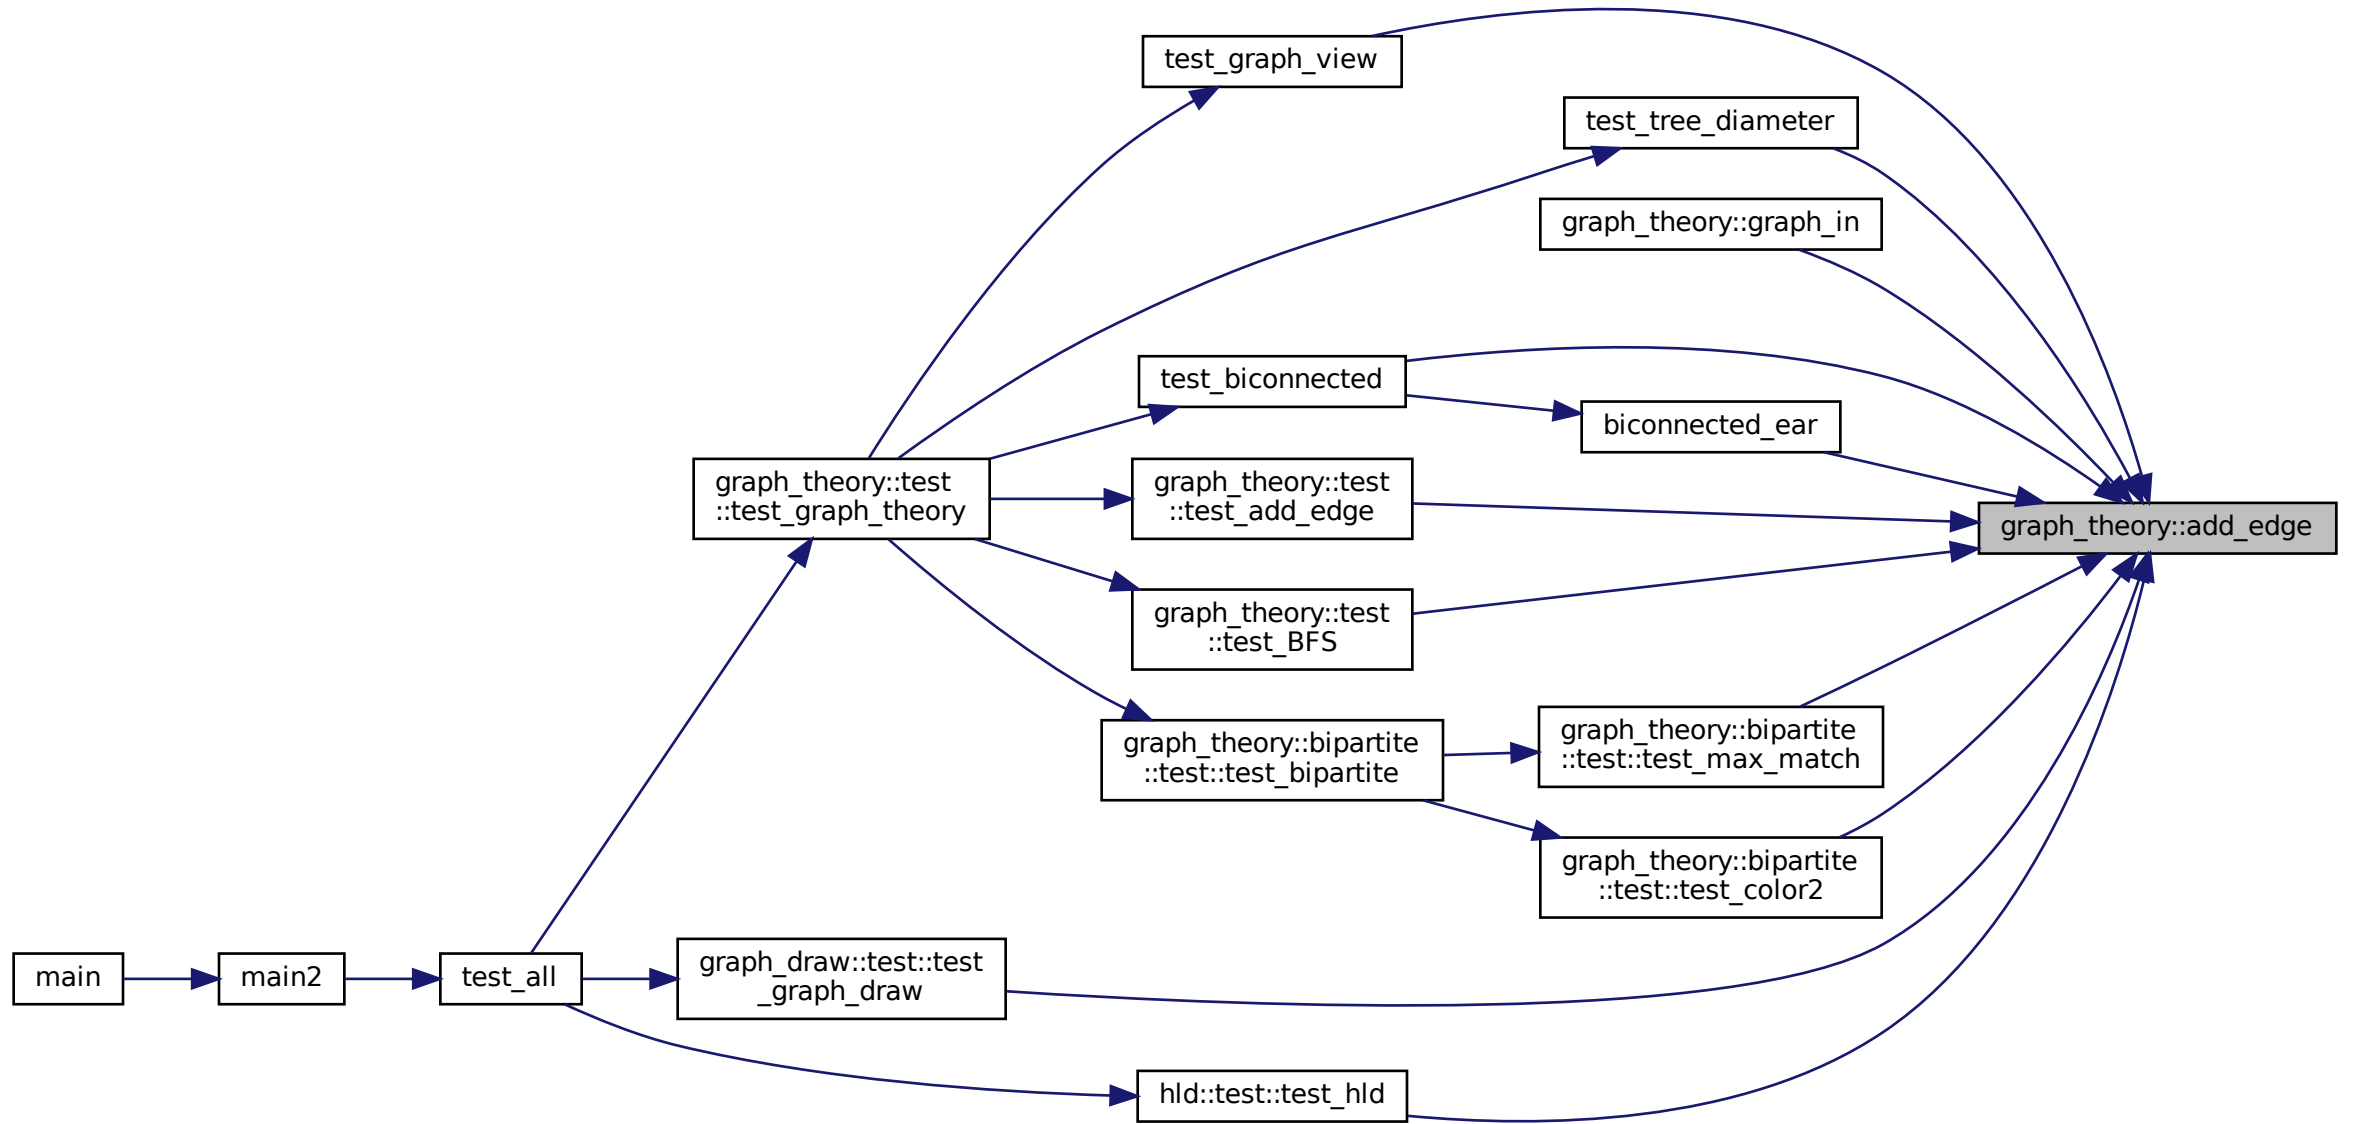 test_graph_view
test_tree_diameter
graph_theory::graph_in
test_biconnected
biconnected_ear
graph_theory::test
::test_graph_theory
graph_theory::test
::test_add_edge
graph_theory::add_edge
graph_theory::test
::test_BFS
graph_theory::bipartite
::test::test_bipartite
graph_theory::bipartite
::test::test_max_match
graph_theory::bipartite
::test::test_color2
main
main2
test_all
graph_draw::test::test
_graph_draw
hld::test::test_hld